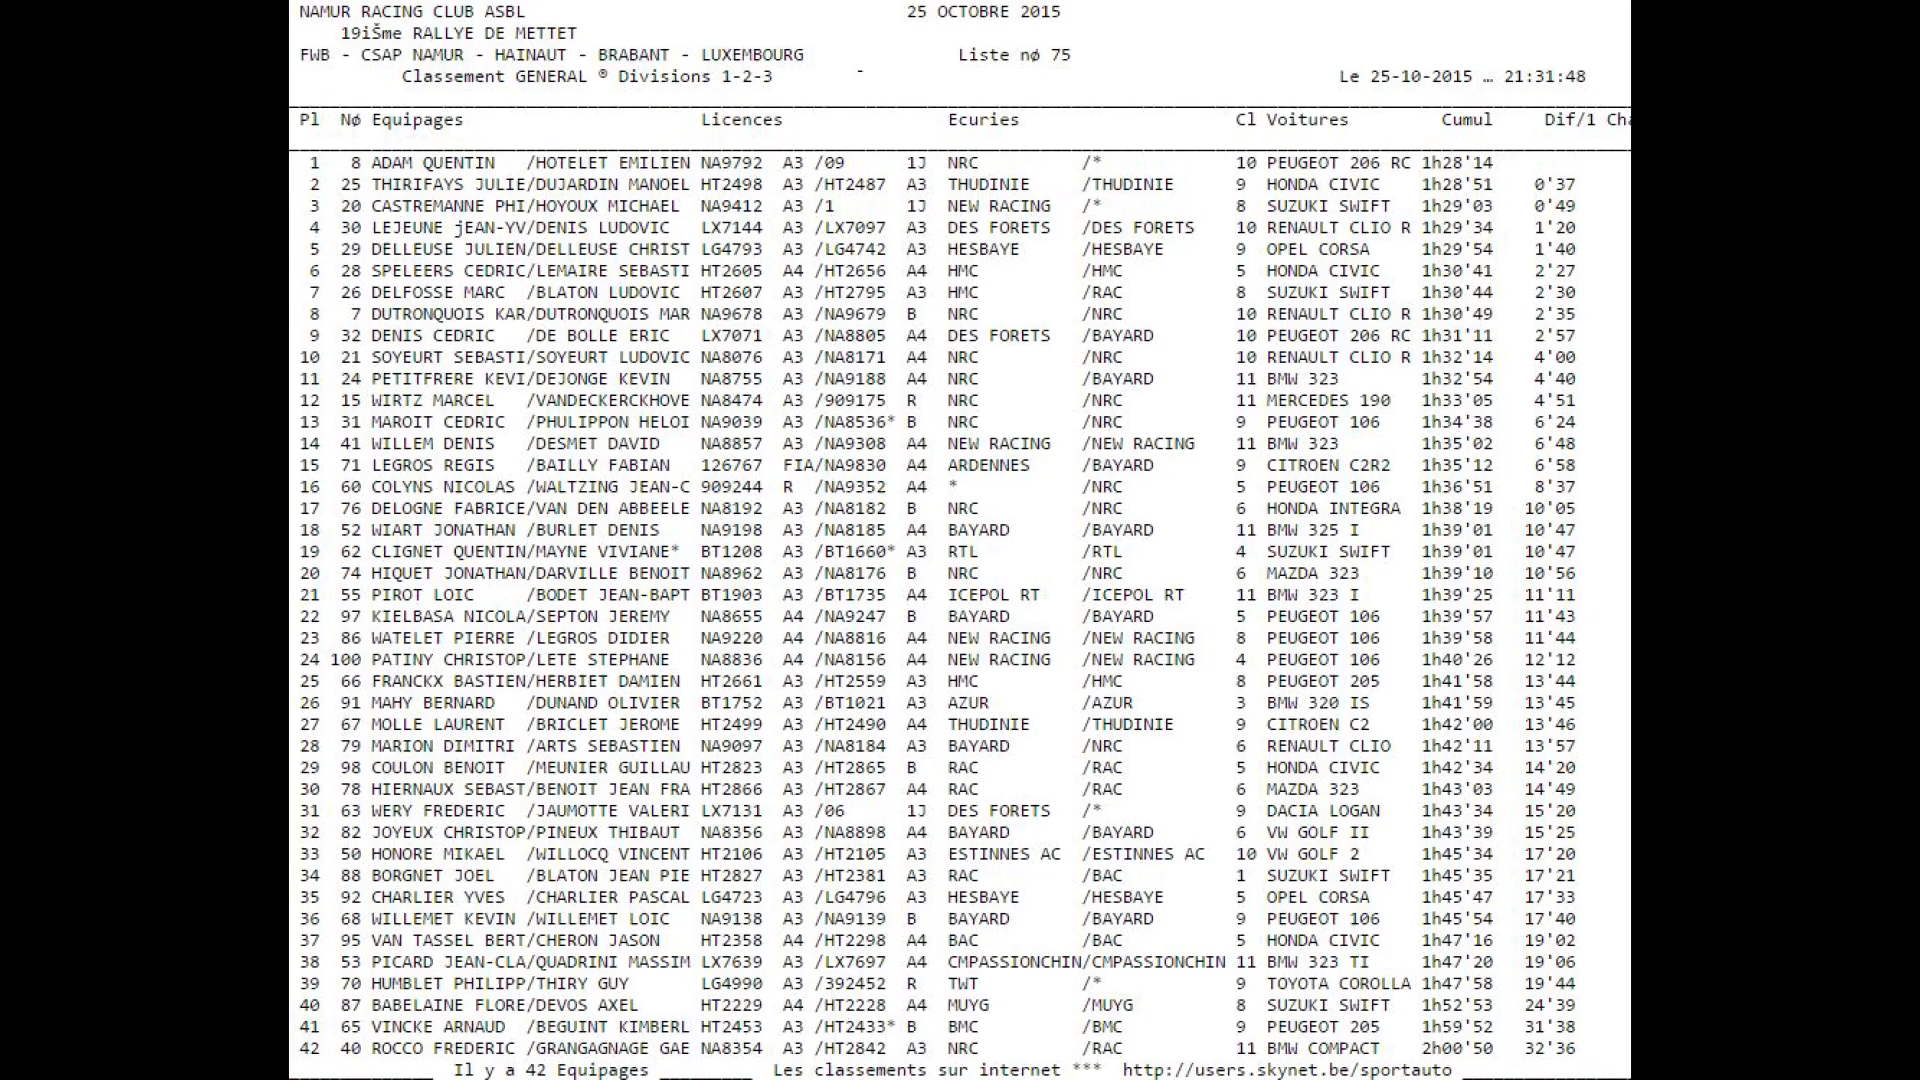 NAMUR RACING CLUB ASBL 25 OCTOBRE 2015
19iŠme RALLYE DE METTET
FWB - CSAP NAMUR - HAINAUT - BRABANT - LUXEMBOURG Liste nø 75
Classement GENERAL ® Divisions 1-2-3 - Le 25-10-2015 … 21:31:48
Pl Nø Equipages Licences Ecuries Cl Voitures Cumul Dif/1 Cha
1 8 ADAM QUENTIN /HOTELET EMILIEN NA9792 A3 /09 1J NRC /* 10 PEUGEOT 206 RC 1h28'14
2 25 THIRIFAYS JULIE/DUJARDIN MANOEL HT2498 A3 /HT2487 A3 THUDINIE /THUDINIE 9 HONDA CIVIC 1h28'51 0'37
3 20 CASTREMANNE PHI/HOYOUX MICHAEL NA9412 A3 /1 1J NEW RACING /* 8 SUZUKI SWIFT 1h29'03 0'49
4 30 LEJEUNE jEAN-YV/DENIS LUDOVIC LX7144 A3 /LX7097 A3 DES FORETS /DES FORETS 10 RENAULT CLIO R 1h29'34 1'20
5 29 DELLEUSE JULIEN/DELLEUSE CHRIST LG4793 A3 /LG4742 A3 HESBAYE /HESBAYE 9 OPEL CORSA 1h29'54 1'40
6 28 SPELEERS CEDRIC/LEMAIRE SEBASTI HT2605 A4 /HT2656 A4 HMC /HMC 5 HONDA CIVIC 1h30'41 2'27
7 26 DELFOSSE MARC /BLATON LUDOVIC HT2607 A3 /HT2795 A3 HMC /RAC 8 SUZUKI SWIFT 1h30'44 2'30
8 7 DUTRONQUOIS KAR/DUTRONQUOIS MAR NA9678 A3 /NA9679 B NRC /NRC 10 RENAULT CLIO R 1h30'49 2'35
9 32 DENIS CEDRIC /DE BOLLE ERIC LX7071 A3 /NA8805 A4 DES FORETS /BAYARD 10 PEUGEOT 206 RC 1h31'11 2'57
10 21 SOYEURT SEBASTI/SOYEURT LUDOVIC NA8076 A3 /NA8171 A4 NRC /NRC 10 RENAULT CLIO R 1h32'14 4'00
11 24 PETITFRERE KEVI/DEJONGE KEVIN NA8755 A3 /NA9188 A4 NRC /BAYARD 11 BMW 323 1h32'54 4'40
12 15 WIRTZ MARCEL /VANDECKERCKHOVE NA8474 A3 /909175 R NRC /NRC 11 MERCEDES 190 1h33'05 4'51
13 31 MAROIT CEDRIC /PHULIPPON HELOI NA9039 A3 /NA8536* B NRC /NRC 9 PEUGEOT 106 1h34'38 6'24
14 41 WILLEM DENIS /DESMET DAVID NA8857 A3 /NA9308 A4 NEW RACING /NEW RACING 11 BMW 323 1h35'02 6'48
15 71 LEGROS REGIS /BAILLY FABIAN 126767 FIA/NA9830 A4 ARDENNES /BAYARD 9 CITROEN C2R2 1h35'12 6'58
16 60 COLYNS NICOLAS /WALTZING JEAN-C 909244 R /NA9352 A4 * /NRC 5 PEUGEOT 106 1h36'51 8'37
17 76 DELOGNE FABRICE/VAN DEN ABBEELE NA8192 A3 /NA8182 B NRC /NRC 6 HONDA INTEGRA 1h38'19 10'05
18 52 WIART JONATHAN /BURLET DENIS NA9198 A3 /NA8185 A4 BAYARD /BAYARD 11 BMW 325 I 1h39'01 10'47
19 62 CLIGNET QUENTIN/MAYNE VIVIANE* BT1208 A3 /BT1660* A3 RTL /RTL 4 SUZUKI SWIFT 1h39'01 10'47
20 74 HIQUET JONATHAN/DARVILLE BENOIT NA8962 A3 /NA8176 B NRC /NRC 6 MAZDA 323 1h39'10 10'56
21 55 PIROT LOIC /BODET JEAN-BAPT BT1903 A3 /BT1735 A4 ICEPOL RT /ICEPOL RT 11 BMW 323 I 1h39'25 11'11
22 97 KIELBASA NICOLA/SEPTON JEREMY NA8655 A4 /NA9247 B BAYARD /BAYARD 5 PEUGEOT 106 1h39'57 11'43
23 86 WATELET PIERRE /LEGROS DIDIER NA9220 A4 /NA8816 A4 NEW RACING /NEW RACING 8 PEUGEOT 106 1h39'58 11'44
24 100 PATINY CHRISTOP/LETE STEPHANE NA8836 A4 /NA8156 A4 NEW RACING /NEW RACING 4 PEUGEOT 106 1h40'26 12'12
25 66 FRANCKX BASTIEN/HERBIET DAMIEN HT2661 A3 /HT2559 A3 HMC /HMC 8 PEUGEOT 205 1h41'58 13'44
26 91 MAHY BERNARD /DUNAND OLIVIER BT1752 A3 /BT1021 A3 AZUR /AZUR 3 BMW 320 IS 1h41'59 13'45
27 67 MOLLE LAURENT /BRICLET JEROME HT2499 A3 /HT2490 A4 THUDINIE /THUDINIE 9 CITROEN C2 1h42'00 13'46
28 79 MARION DIMITRI /ARTS SEBASTIEN NA9097 A3 /NA8184 A3 BAYARD /NRC 6 RENAULT CLIO 1h42'11 13'57
29 98 COULON BENOIT /MEUNIER GUILLAU HT2823 A3 /HT2865 B RAC /RAC 5 HONDA CIVIC 1h42'34 14'20
30 78 HIERNAUX SEBAST/BENOIT JEAN FRA HT2866 A3 /HT2867 A4 RAC /RAC 6 MAZDA 323 1h43'03 14'49
31 63 WERY FREDERIC /JAUMOTTE VALERI LX7131 A3 /06 1J DES FORETS /* 9 DACIA LOGAN 1h43'34 15'20
32 82 JOYEUX CHRISTOP/PINEUX THIBAUT NA8356 A3 /NA8898 A4 BAYARD /BAYARD 6 VW GOLF II 1h43'39 15'25
33 50 HONORE MIKAEL /WILLOCQ VINCENT HT2106 A3 /HT2105 A3 ESTINNES AC /ESTINNES AC 10 VW GOLF 2 1h45'34 17'20
34 88 BORGNET JOEL /BLATON JEAN PIE HT2827 A3 /HT2381 A3 RAC /BAC 1 SUZUKI SWIFT 1h45'35 17'21
35 92 CHARLIER YVES /CHARLIER PASCAL LG4723 A3 /LG4796 A3 HESBAYE /HESBAYE 5 OPEL CORSA 1h45'47 17'33
36 68 WILLEMET KEVIN /WILLEMET LOIC NA9138 A3 /NA9139 B BAYARD /BAYARD 9 PEUGEOT 106 1h45'54 17'40
37 95 VAN TASSEL BERT/CHERON JASON HT2358 A4 /HT2298 A4 BAC /BAC 5 HONDA CIVIC 1h47'16 19'02
38 53 PICARD JEAN-CLA/QUADRINI MASSIM LX7639 A3 /LX7697 A4 CMPASSIONCHIN/CMPASSIONCHIN 11 BMW 323 TI 1h47'20 19'06
39 70 HUMBLET PHILIPP/THIRY GUY LG4990 A3 /392452 R TWT /* 9 TOYOTA COROLLA 1h47'58 19'44
40 87 BABELAINE FLORE/DEVOS AXEL HT2229 A4 /HT2228 A4 MUYG /MUYG 8 SUZUKI SWIFT 1h52'53 24'39
41 65 VINCKE ARNAUD /BEGUINT KIMBERL HT2453 A3 /HT2433* B BMC /BMC 9 PEUGEOT 205 1h59'52 31'38
42 40 ROCCO FREDERIC /GRANGAGNAGE GAE NA8354 A3 /HT2842 A3 NRC /RAC 11 BMW COMPACT 2h00'50 32'36
Il y a 42 Equipages Les classements sur internet *** http://users.skynet.be/sportauto